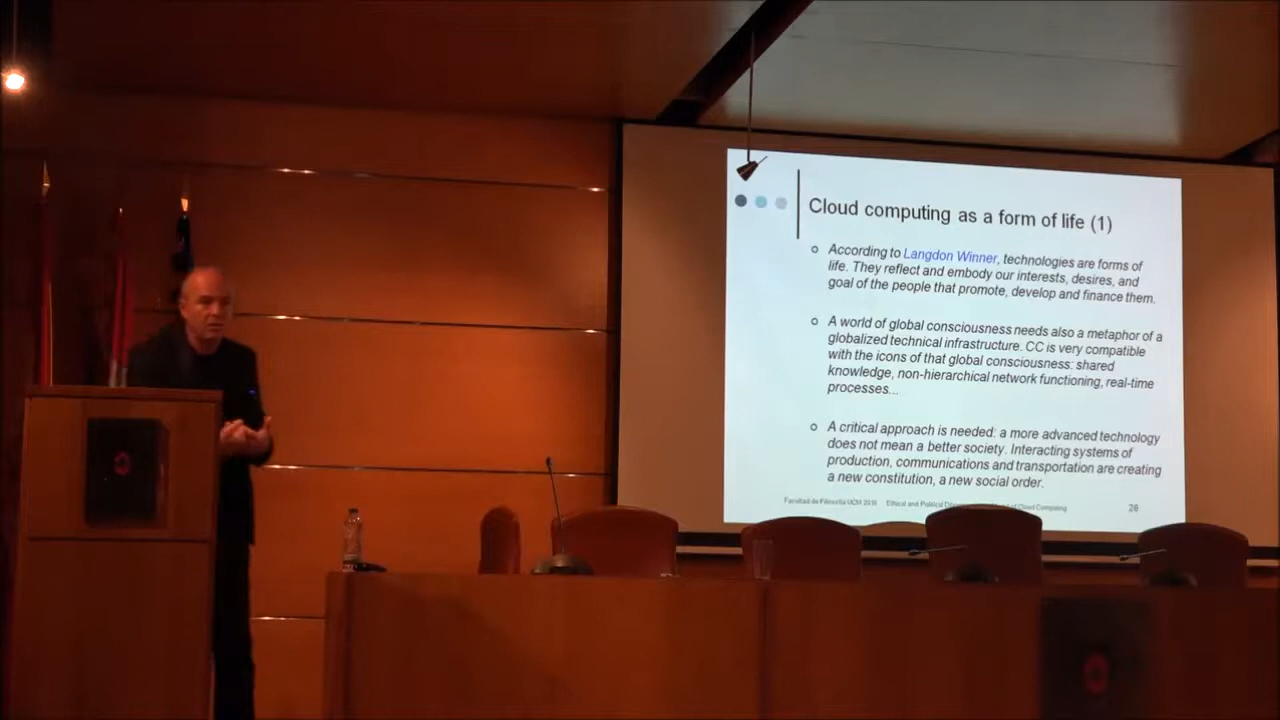 Cloud computing as a form of life (1)
According to Langdon Winner, technologies are forms of
life. They reflect and embody our interests, desires, and
goal of the people that promote, develop and finance them.
A world of global consciousness needs also a metaphor of a
globalized technical infrastructure. CC is very compatible
with the icons of that global consciousness: shared
knowledge, non-hierarchical network functioning, real-time
processes...
A critical approach is needed: a more advanced technology
does not mean a better society. Interacting systems of
production, communications and transportation are creating
a new constitution, a new social order.
Facultad de Filosofía UCM Ethical and Political of Cloud Computing